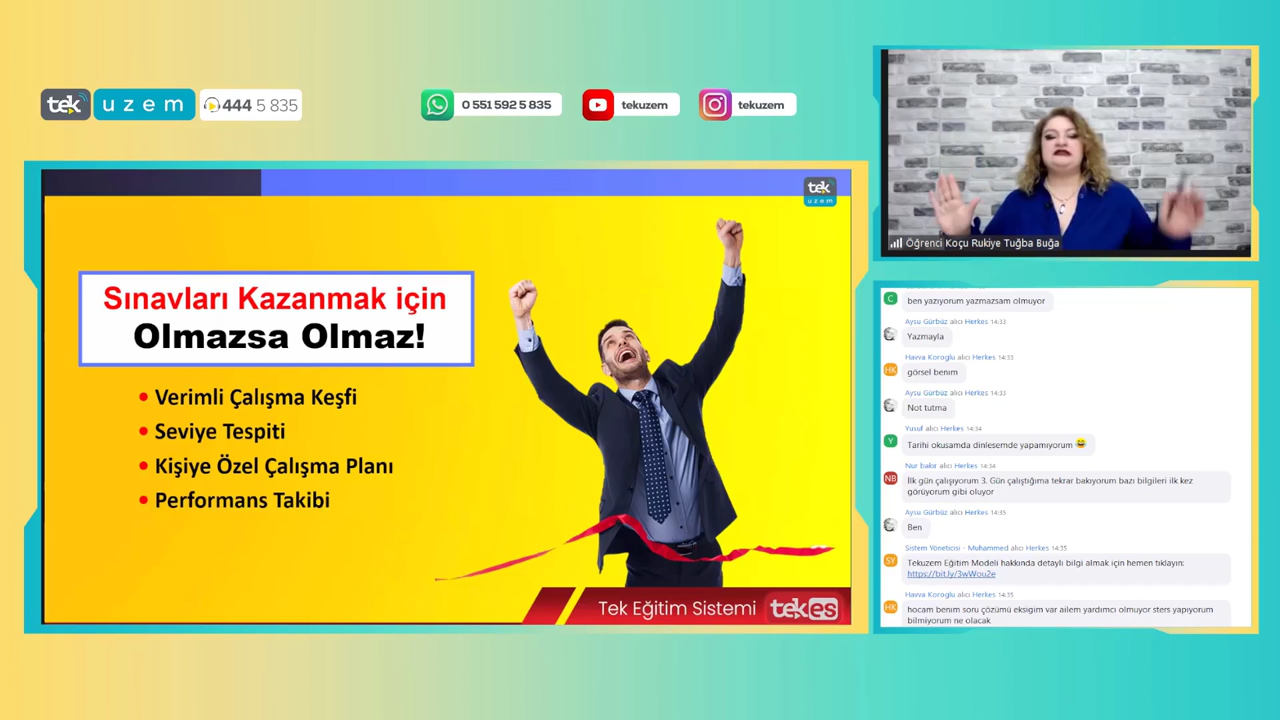 tek uzem 444 5 835
0 551 592 5 835
tekuzem
tekuzem
tek
uzem
Sınavları Kazanmak için
Olmazsa Olmaz!
• Verimli Çalışma Keşfi
• Seviye Tespiti
• Kişiye Özel Çalışma Planı
• Performans Takibi
Tek Eğitim Sistemi tekes
Öğrenci Koçu Rukiye Tuğba Buğa
C
ben yazıyorum yazmazsam olmuyor
Aysu Gürbüz alıcı Herkes 14:33
Yazmayla
Havva Koroglu alıcı Herkes 14:33
HK
görsel benım
Aysu Gürbüz alıcı Herkes 14:33
Not tutma
Yusuf alıcı Herkes 14:34
Y
Tarihi okusamda dinlesemde yapamıyorum 😄
Nur bakır alıcı Herkes 14:34
NB
İlk gün çalışıyorum 3. Gün çalıştığıma tekrar bakıyorum bazı bilgileri ilk kez
görüyorum gibi oluyor
Aysu Gürbüz alıcı Herkes 14:35
Ben
Sistem Yöneticisi - Muhammed alıcı Herkes 14:35
SY
Tekuzem Eğitim Modeli hakkında detaylı bilgi almak için hemen tıklayın:
https://bit.ly/3wWou2e
Havva Koroglu alıcı Herkes 14:35
HK
hocam benım soru çözümü eksigim var ailem yardımcı olmuyor sters yapıyorum
bilmiyorum ne olacak